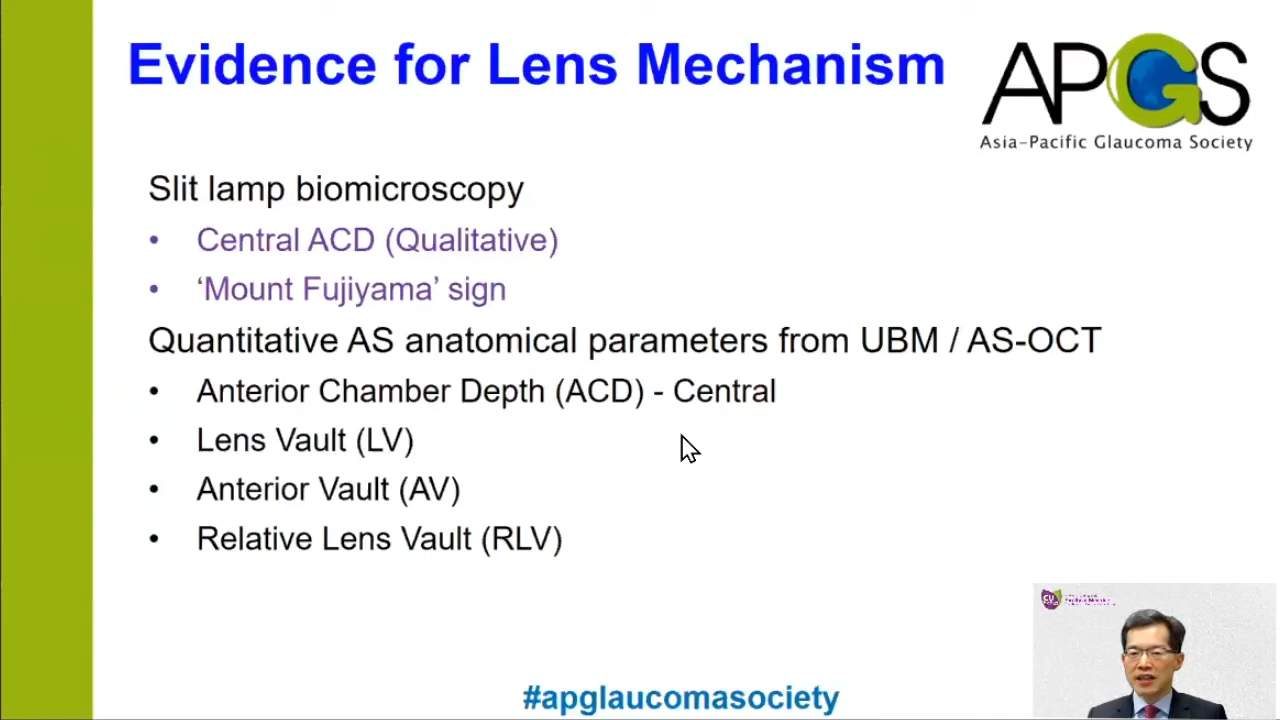 Evidence for Lens Mechanism
APGS
Asia-Pacific Glaucoma Society
Slit lamp biomicroscopy
• Central ACD (Qualitative)
• ‘Mount Fujiyama’ sign
Quantitative AS anatomical parameters from UBM / AS-OCT
• Anterior Chamber Depth (ACD) - Central
• Lens Vault (LV)
• Anterior Vault (AV)
• Relative Lens Vault (RLV)
CU
#apglaucomasociety